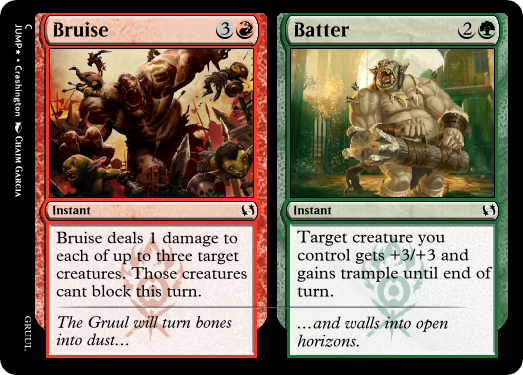 Bruise 3
Instant
Bruise deals 1 damage to
each of up to three target
creatures. Those creatures
cant block this turn.
The Gruul will turn bones
into dust…
Batter 2
Instant
Target creature you
control gets +3/+3 and
gains trample until end of
turn.
…and walls into open
horizons.
C
JUMP★ • Crashington CHAIM GARCIA
GRUUL